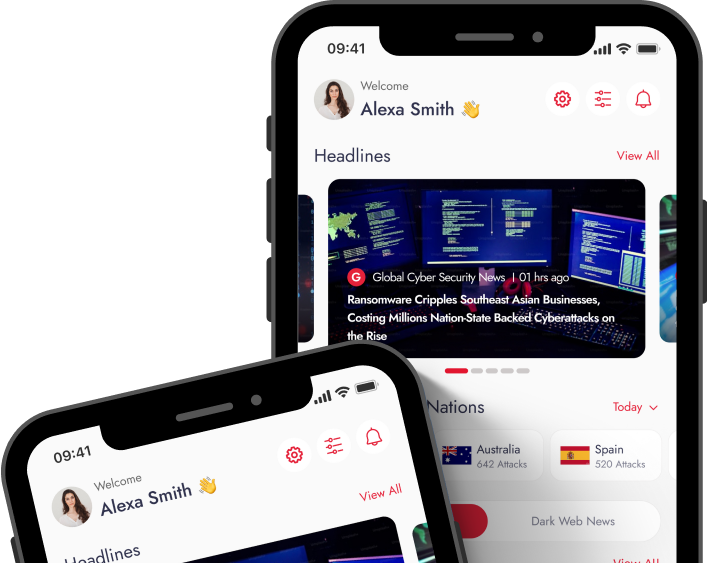 09:41
Welcome
Alexa Smith 👋
Headlines
View All
G Global Cyber Security News | 01 hrs ago
Ransomware Cripples Southeast Asian Businesses,
Costing Millions Nation-State Backed Cyberattacks on
the Rise
Nations
Today
Australia
642 Attacks
Spain
520 Attacks
Dark Web News
View All
09:41
Welcome
Alexa Smith 👋
View All
Headlines